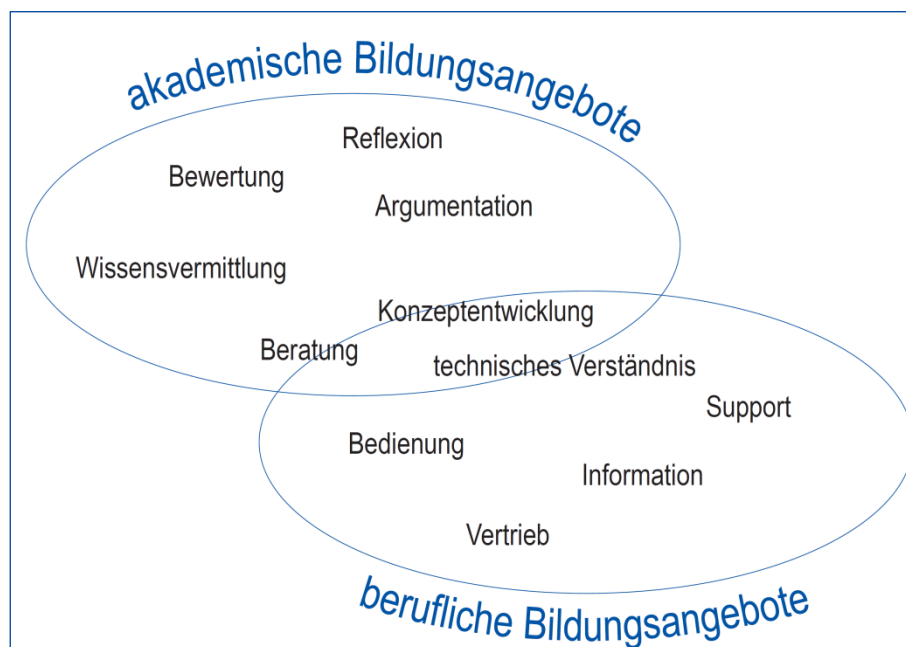 akademische Bildungsangebote
Reflexion
Bewertung
Argumentation
Wissensvermittlung
Konzeptentwicklung
Beratung
technisches Verständnis
Support
Bedienung
Information
Vertrieb
berufliche Bildungsangebote